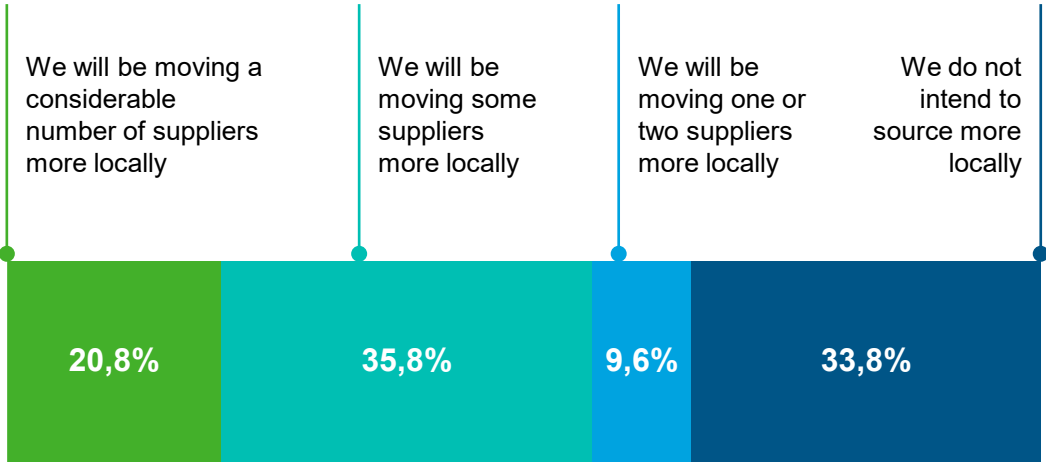 We will be moving a
considerable
number of suppliers
more locally
We will be
moving some
suppliers
more locally
We will be
moving one or
two suppliers
more locally
We do not
intend to
source more
locally
20,8%
35,8%
9,6%
33,8%